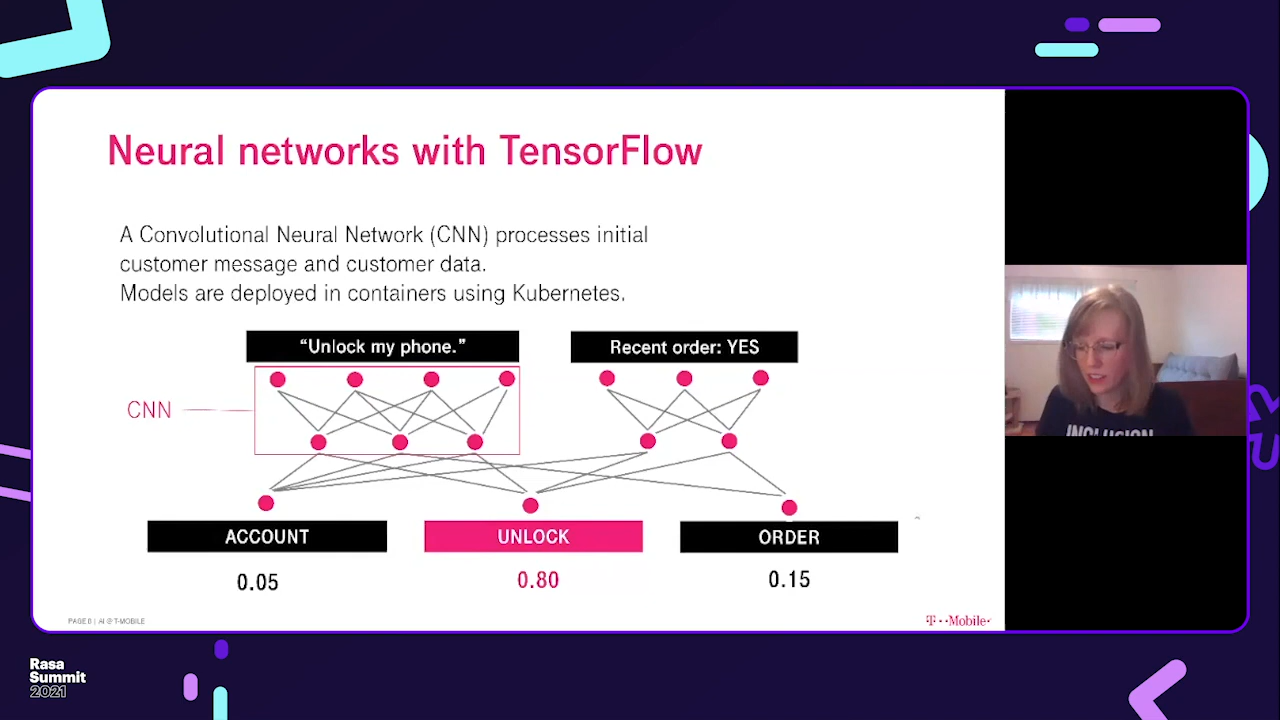 Neural networks with TensorFlow
A Convolutional Neural Network (CNN) processes initial
customer message and customer data.
Models are deployed in containers using Kubernetes.
“Unlock my phone.”
Recent order: YES
CNN
ACCOUNT
UNLOCK
ORDER
0.05
0.80
0.15
PAGE 0 | AI @ T-MOBILE
T··Mobile·
INCLUSION
Rasa
Summit
2021